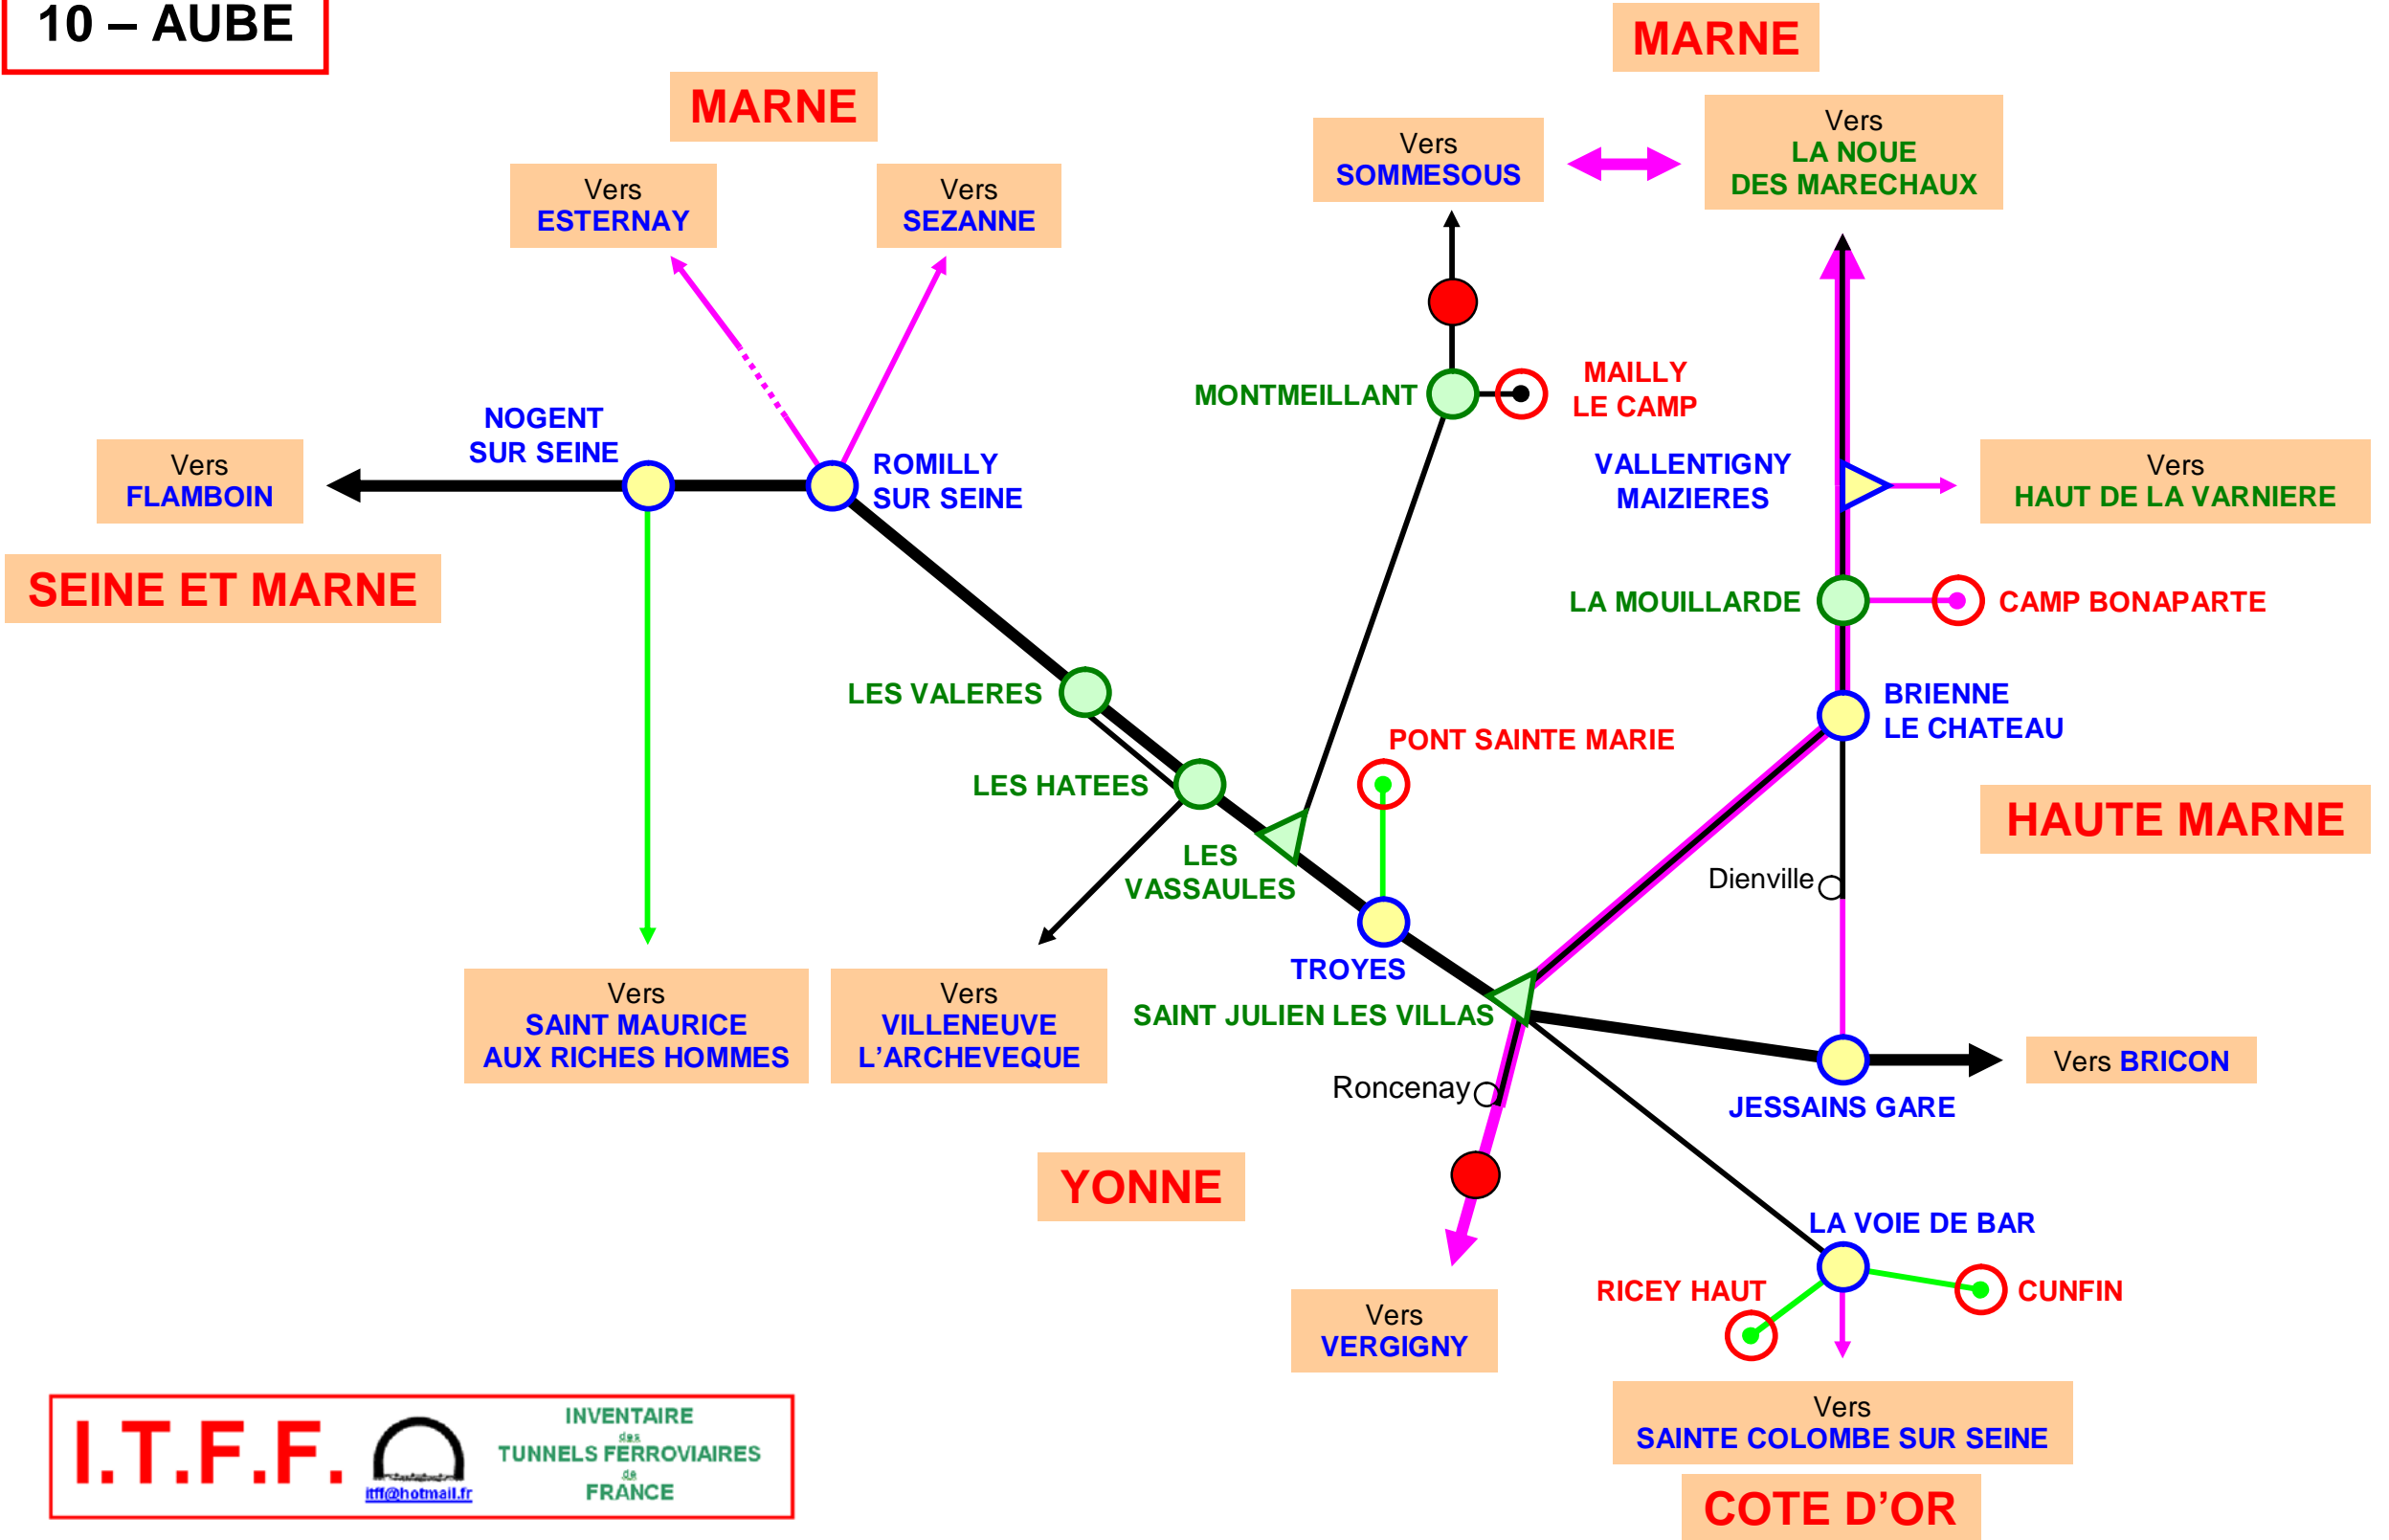 10 – AUBE
MARNE
MARNE
Vers
ESTERNAY
Vers
SEZANNE
Vers
SOMMESOUS
Vers
LA NOUE
DES MARECHAUX
NOGENT
SUR SEINE
ROMILLY
SUR SEINE
MONTMEILLANT
MAILLY
LE CAMP
VALLENTIGNY
MAIZIERES
Vers
FLAMBOIN
Vers
HAUT DE LA VARNIERE
SEINE ET MARNE
LA MOUILLARDE
CAMP BONAPARTE
LES VALERES
BRIENNE
LE CHATEAU
PONT SAINTE MARIE
LES HATEES
HAUTE MARNE
LES
VASSAULES
Dienville
TROYES
SAINT JULIEN LES VILLAS
Vers
SAINT MAURICE
AUX RICHES HOMMES
Vers
VILLENEUVE
L’ARCHEVEQUE
Roncenay
Vers BRICON
JESSAINS GARE
YONNE
LA VOIE DE BAR
RICEY HAUT
CUNFIN
Vers
VERGIGNY
Vers
SAINTE COLOMBE SUR SEINE
COTE D’OR
I.T.F.F.
itff@hotmail.fr
INVENTAIRE
des
TUNNELS FERROVIAIRES
de
FRANCE